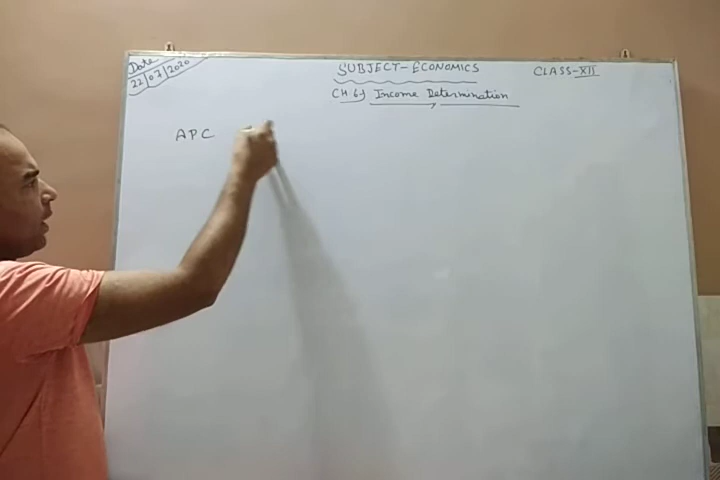 Date
22/07/2020
SUBJECT-ECONOMICS
CLASS-XII
CH 6→ Income Determination
APC